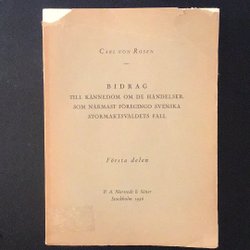 CARL VON ROSEN
BIDRAG
TILL KÄNNEDOM OM DE HÄNDELSER,
SOM NÄRMAST FÖREGINGO SVENSKA
STORMAKTSVÄLDETS FALL
Första delen
P. A. Norstedt & Söner
Stockholm 1936